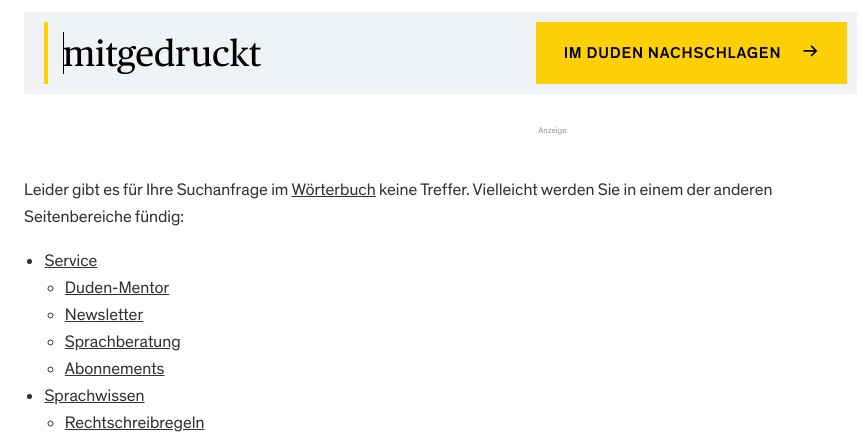 mitgedruckt
IM DUDEN NACHSCHLAGEN →
Anzeige
Leider gibt es für Ihre Suchanfrage im Wörterbuch keine Treffer. Vielleicht werden Sie in einem der anderen
Seitenbereiche fündig:
• Service
◦ Duden-Mentor
◦ Newsletter
◦ Sprachberatung
◦ Abonnements
• Sprachwissen
◦ Rechtschreibregeln